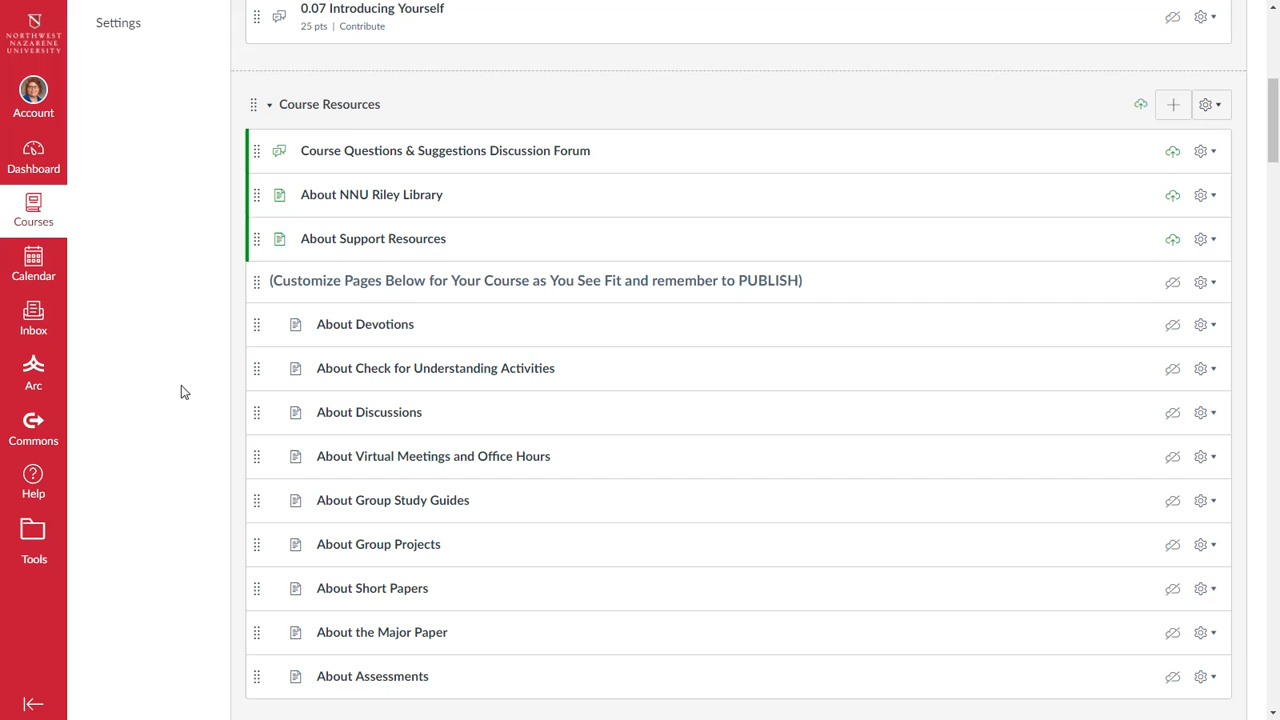 NORTHWEST
NAZARENE
UNIVERSITY
Account
Dashboard
Courses
Calendar
Inbox
Arc
Commons
Help
Tools
Settings
0.07 Introducing Yourself
25 pts | Contribute
Course Resources
Course Questions & Suggestions Discussion Forum
About NNU Riley Library
About Support Resources
(Customize Pages Below for Your Course as You See Fit and remember to PUBLISH)
About Devotions
About Check for Understanding Activities
About Discussions
About Virtual Meetings and Office Hours
About Group Study Guides
About Group Projects
About Short Papers
About the Major Paper
About Assessments